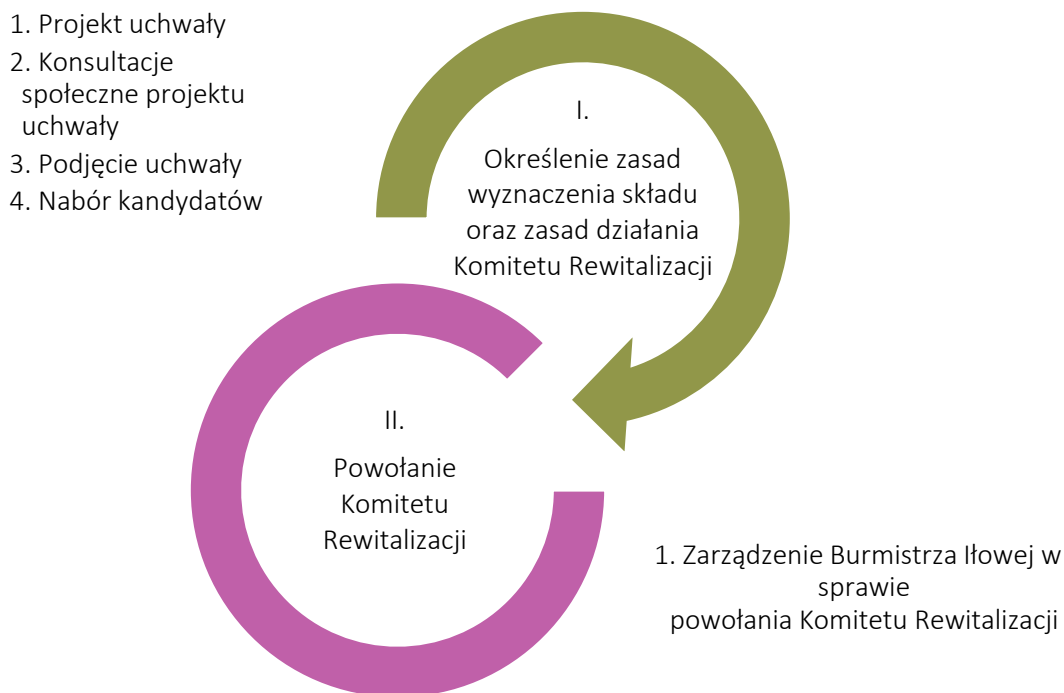 1. Projekt uchwały
2. Konsultacje
społeczne projektu
uchwały
3. Podjęcie uchwały
4. Nabór kandydatów
I.
Określenie zasad
wyznaczenia składu
oraz zasad działania
Komitetu Rewitalizacji
II.
Powołanie
Komitetu
Rewitalizacji
1. Zarządzenie Burmistrza Iłowej w
sprawie
powołania Komitetu Rewitalizacji